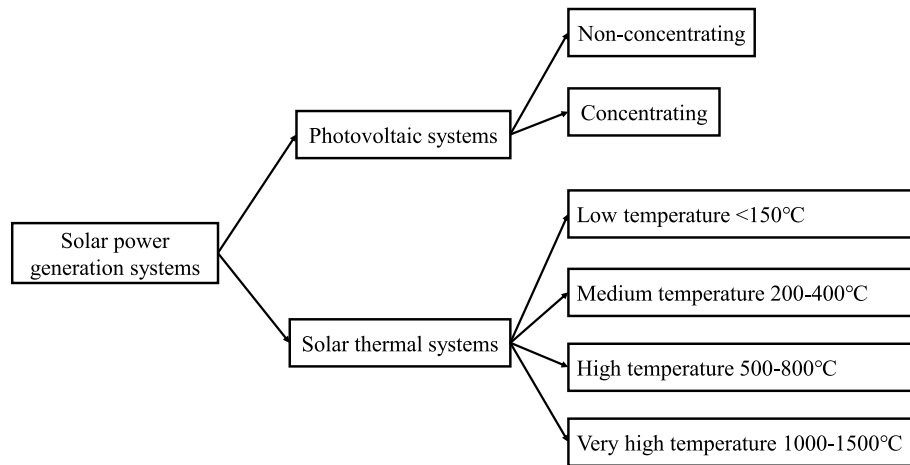 Non-concentrating
Concentrating
Photovoltaic systems
Solar power
generation systems
Low temperature <150℃
Medium temperature 200-400℃
Solar thermal systems
High temperature 500-800℃
Very high temperature 1000-1500℃